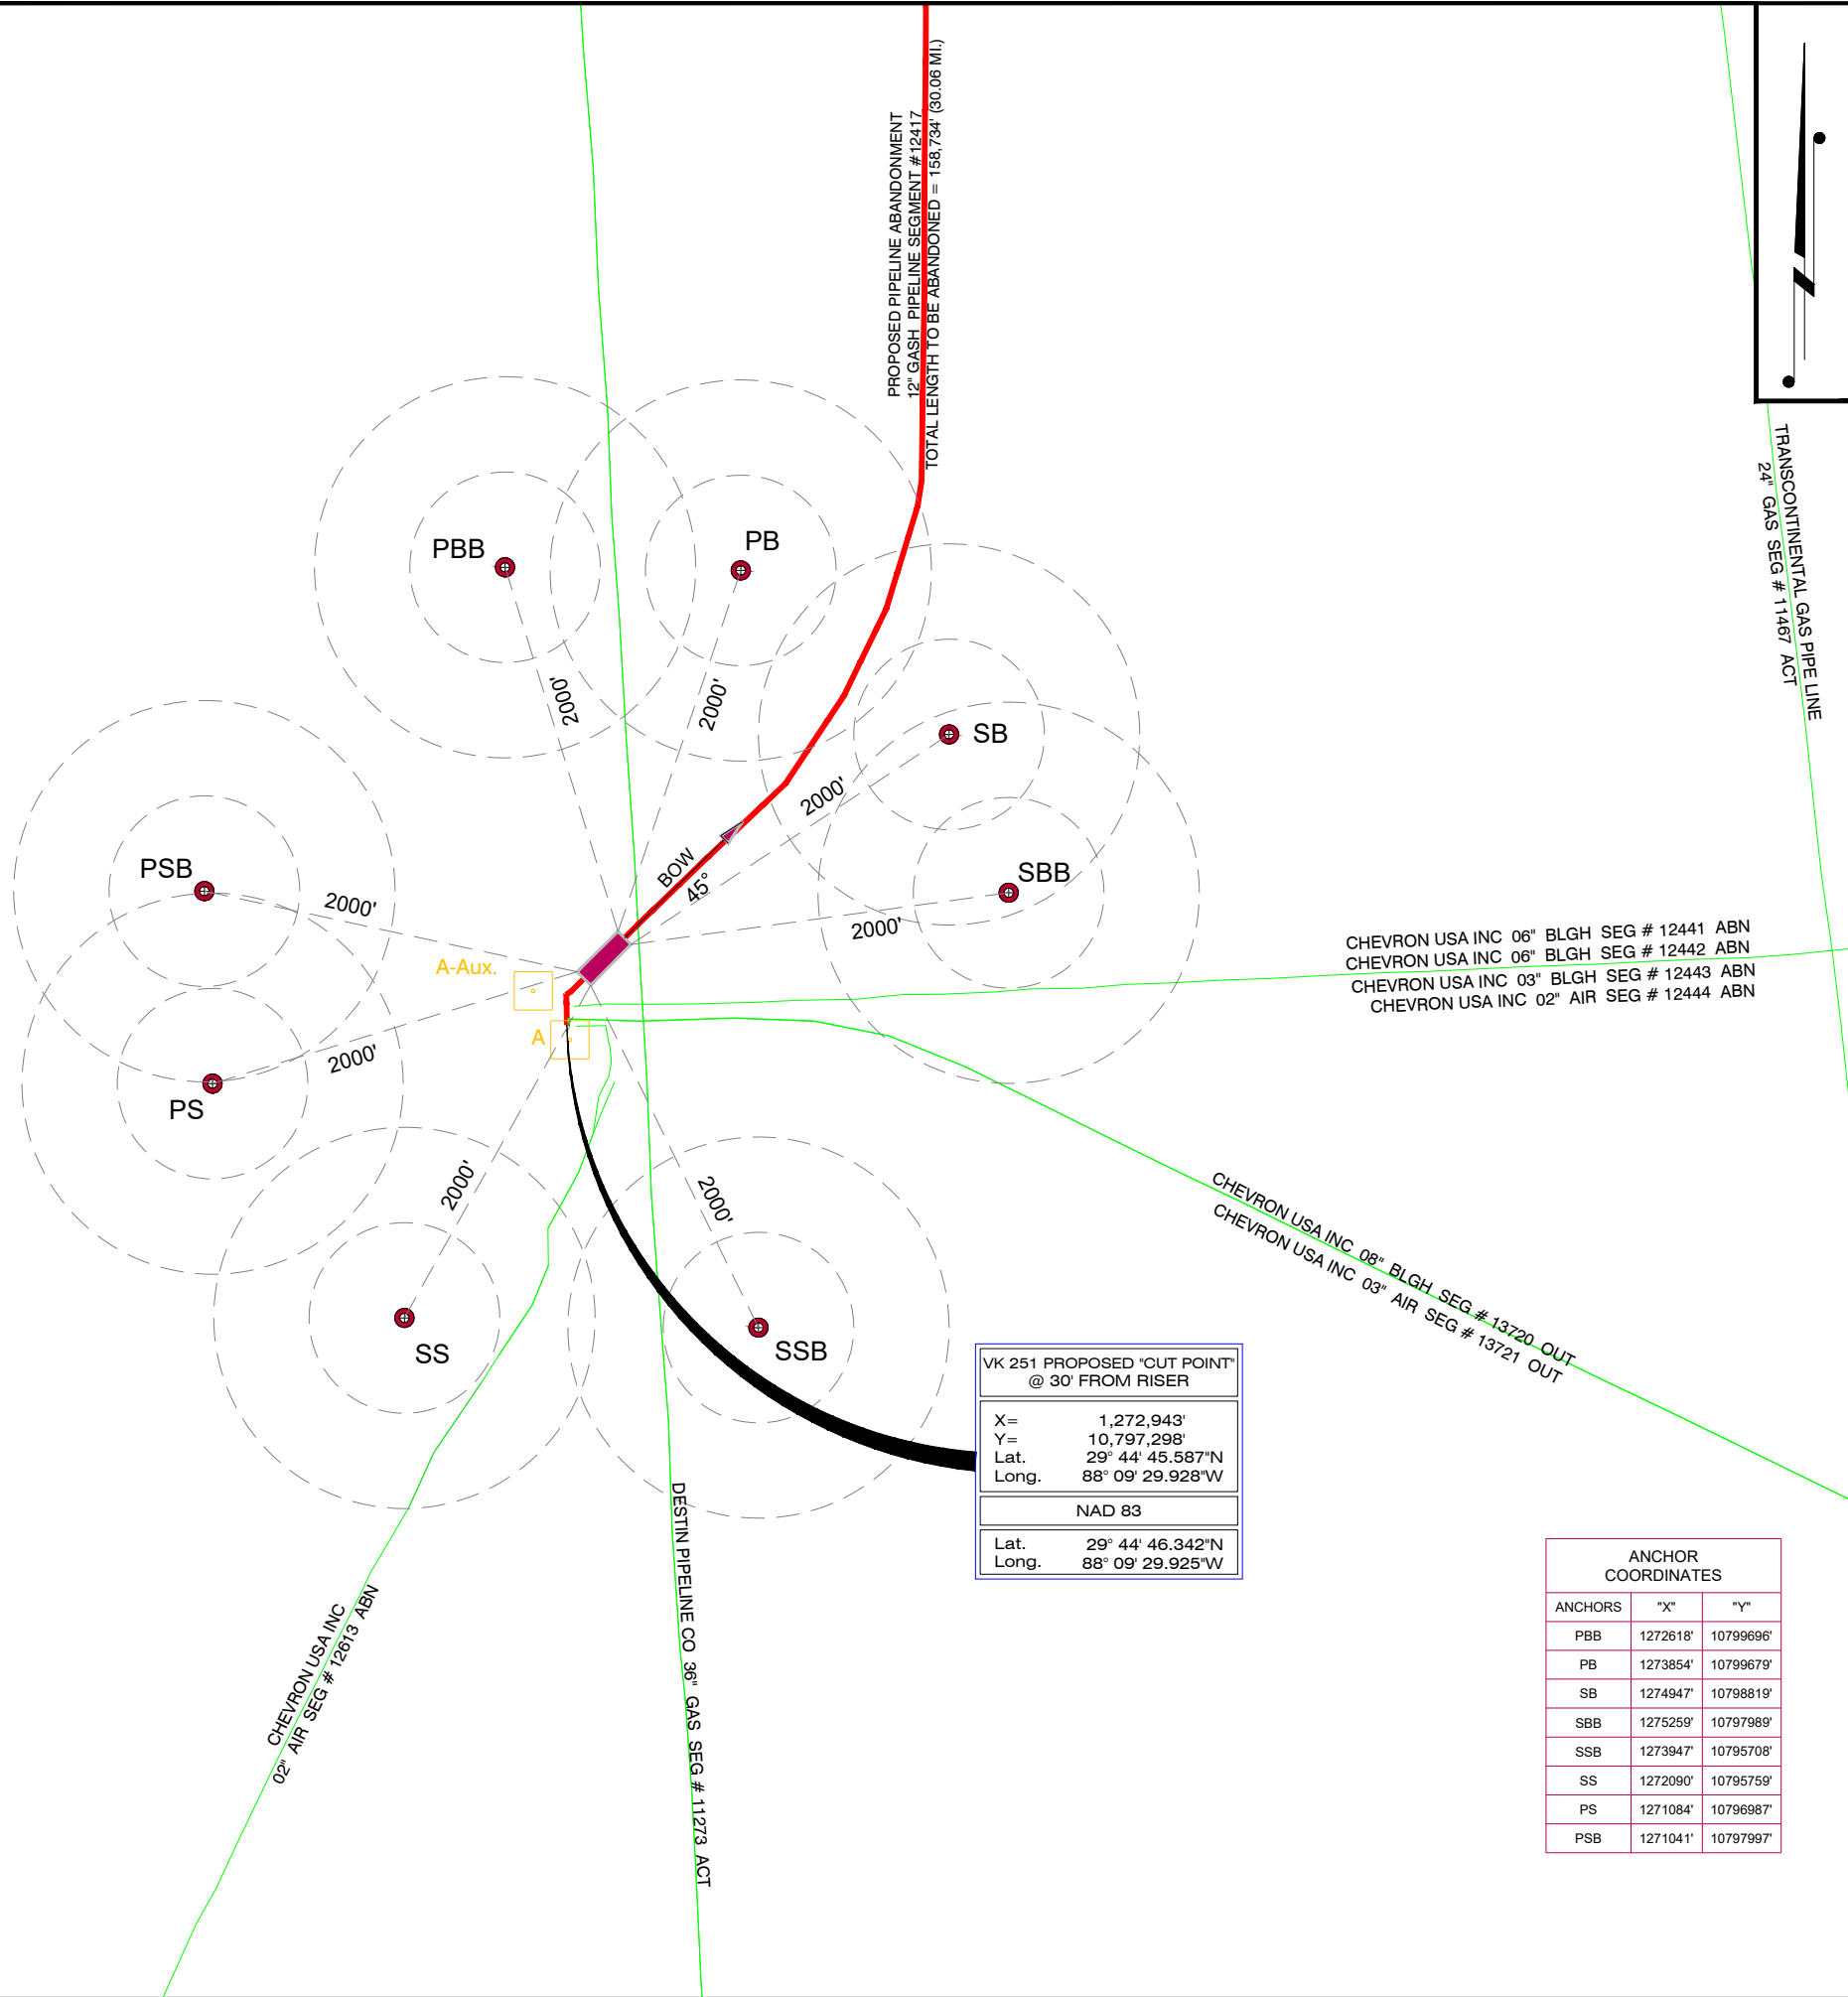 PROPOSED PIPELINE ABANDONMENT
12" GASH PIPELINE SEGMENT #12417
TOTAL LENGTH TO BE ABANDONED = 158,734' (30.06 MI.)
TRANSCONTINENTAL GAS PIPE LINE
24" GAS SEG # 11467 ACT
PBB
PB
2000'
2000'
SB
2000'
SBB
2000'
BOW
45°
PSB
2000'
A-Aux.
A
2000'
PS
CHEVRON USA INC 06" BLGH SEG # 12441 ABN
CHEVRON USA INC 06" BLGH SEG # 12442 ABN
CHEVRON USA INC 03" BLGH SEG # 12443 ABN
CHEVRON USA INC 02" AIR SEG # 12444 ABN
2000'
SS
2000'
SSB
CHEVRON USA INC 08" BLGH SEG # 13720 OUT
CHEVRON USA INC 03" AIR SEG # 13721 OUT
VK 251 PROPOSED "CUT POINT"
@ 30' FROM RISER
X= 1,272,943'
Y= 10,797,298'
Lat. 29° 44' 45.587"N
Long. 88° 09' 29.928"W
NAD 83
Lat. 29° 44' 46.342"N
Long. 88° 09' 29.925"W
CHEVRON USA INC
02" AIR SEG # 12613 ABN
DESTIN PIPELINE CO 36" GAS SEG # 11273 ACT
ANCHOR
COORDINATES
ANCHORS "X" "Y"
PBB 1272618' 10799696'
PB 1273854' 10799679'
SB 1274947' 10798819'
SBB 1275259' 10797989'
SSB 1273947' 10795708'
SS 1272090' 10795759'
PS 1271084' 10796987'
PSB 1271041' 10797997'